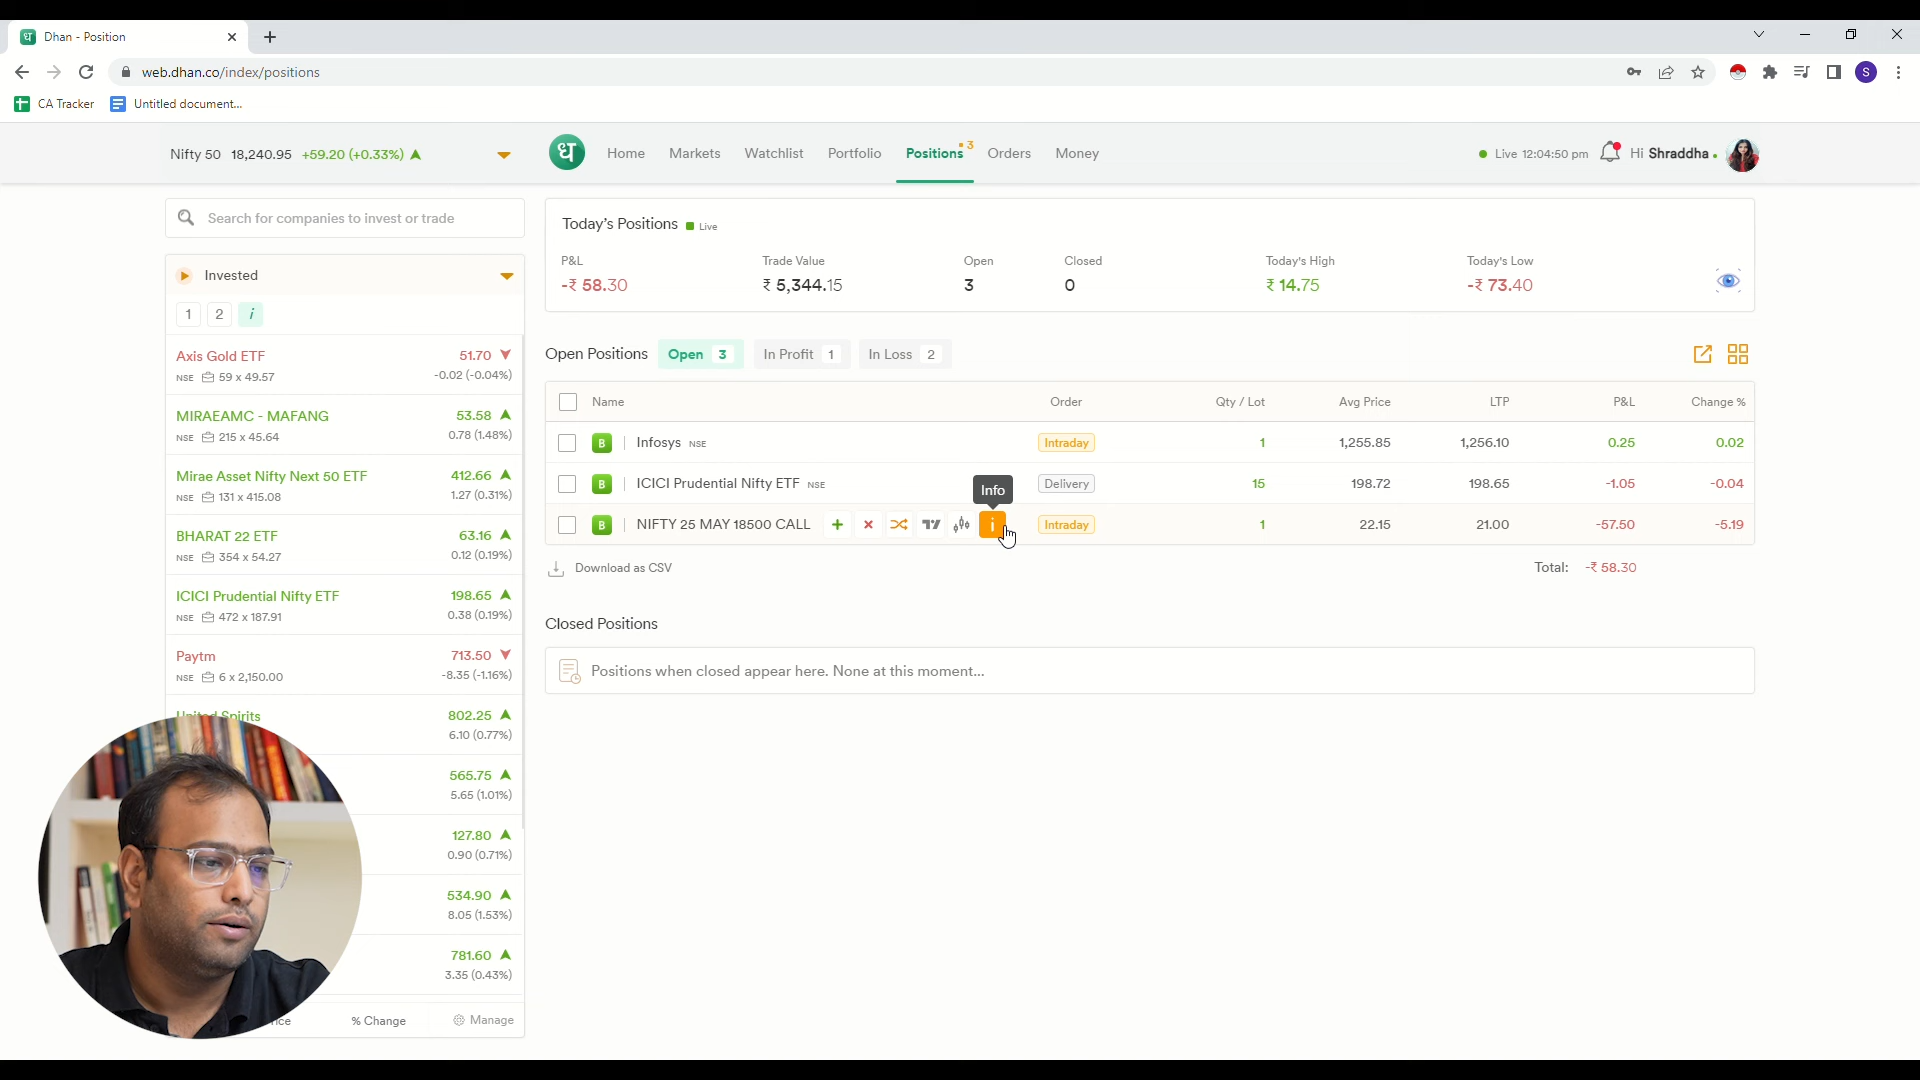 Dhan - Position
web.dhan.co/index/positions
S
CA Tracker
Untitled document...
Nifty 50 18,240.95 +59.20 (+0.33%)
ध
Home Markets Watchlist Portfolio Positions 3 Orders Money
Live 12:04:50 pm
Hi Shraddha
Search for companies to invest or trade
Invested
1 2 i
Axis Gold ETF 51.70
NSE 59 x 49.57 -0.02 (-0.04%)
MIRAEAMC - MAFANG 53.58
NSE 215 x 45.64 0.78 (1.48%)
Mirae Asset Nifty Next 50 ETF 412.66
NSE 131 x 415.08 1.27 (0.31%)
BHARAT 22 ETF 63.16
NSE 354 x 54.27 0.12 (0.19%)
ICICI Prudential Nifty ETF 198.65
NSE 472 x 187.91 0.38 (0.19%)
Paytm 713.50
NSE 6 x 2,150.00 -8.35 (-1.16%)
United Spirits 802.25
6.10 (0.77%)
565.75
5.65 (1.01%)
127.80
0.90 (0.71%)
534.90
8.05 (1.53%)
781.60
3.35 (0.43%)
% Change Manage
Today's Positions Live
P&L Trade Value Open Closed Today's High Today's Low
-₹ 58.30 ₹ 5,344.15 3 0 ₹ 14.75 -₹ 73.40
Open Positions Open 3 In Profit 1 In Loss 2
Name Order Qty / Lot Avg Price LTP P&L Change %
B Infosys NSE Intraday 1 1,255.85 1,256.10 0.25 0.02
B ICICI Prudential Nifty ETF NSE Delivery 15 198.72 198.65 -1.05 -0.04
Info
B NIFTY 25 MAY 18500 CALL i Intraday 1 22.15 21.00 -57.50 -5.19
Download as CSV Total: -₹ 58.30
Closed Positions
Positions when closed appear here. None at this moment...